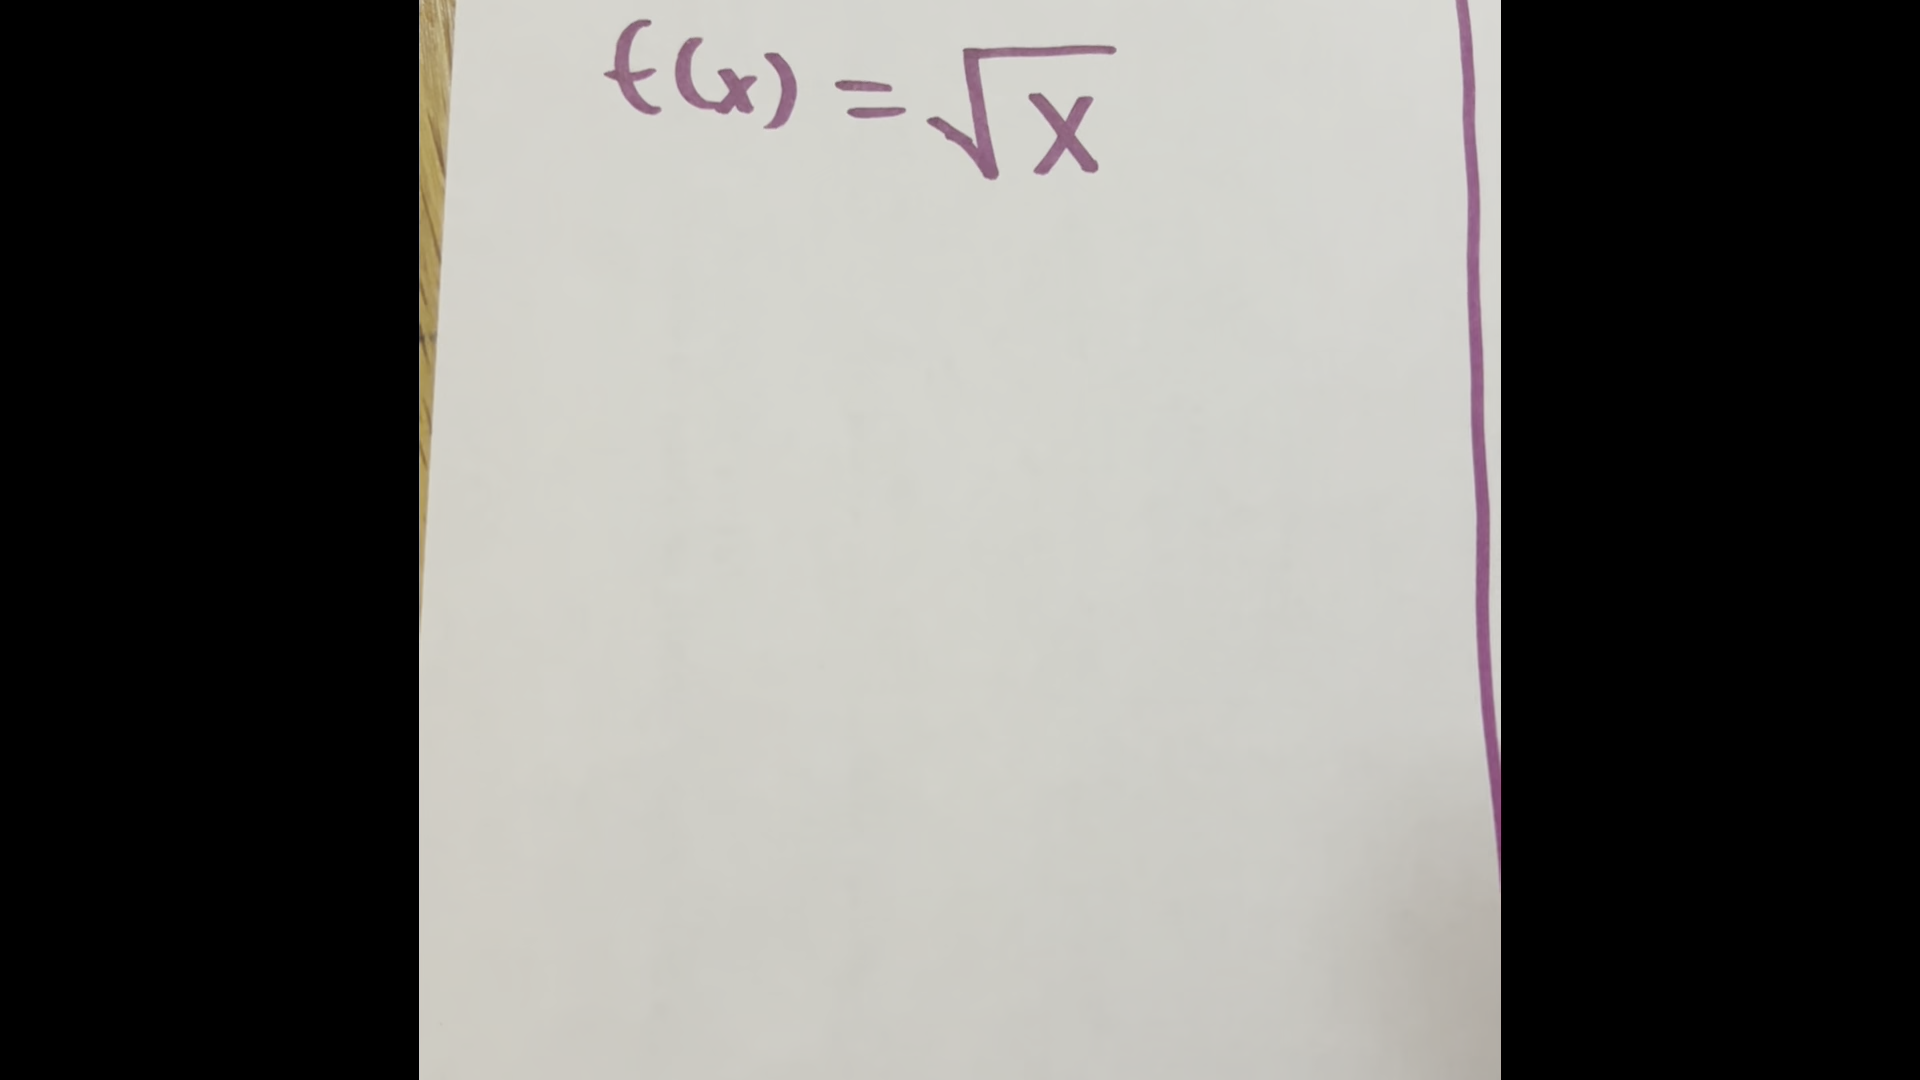 f(x) = √x